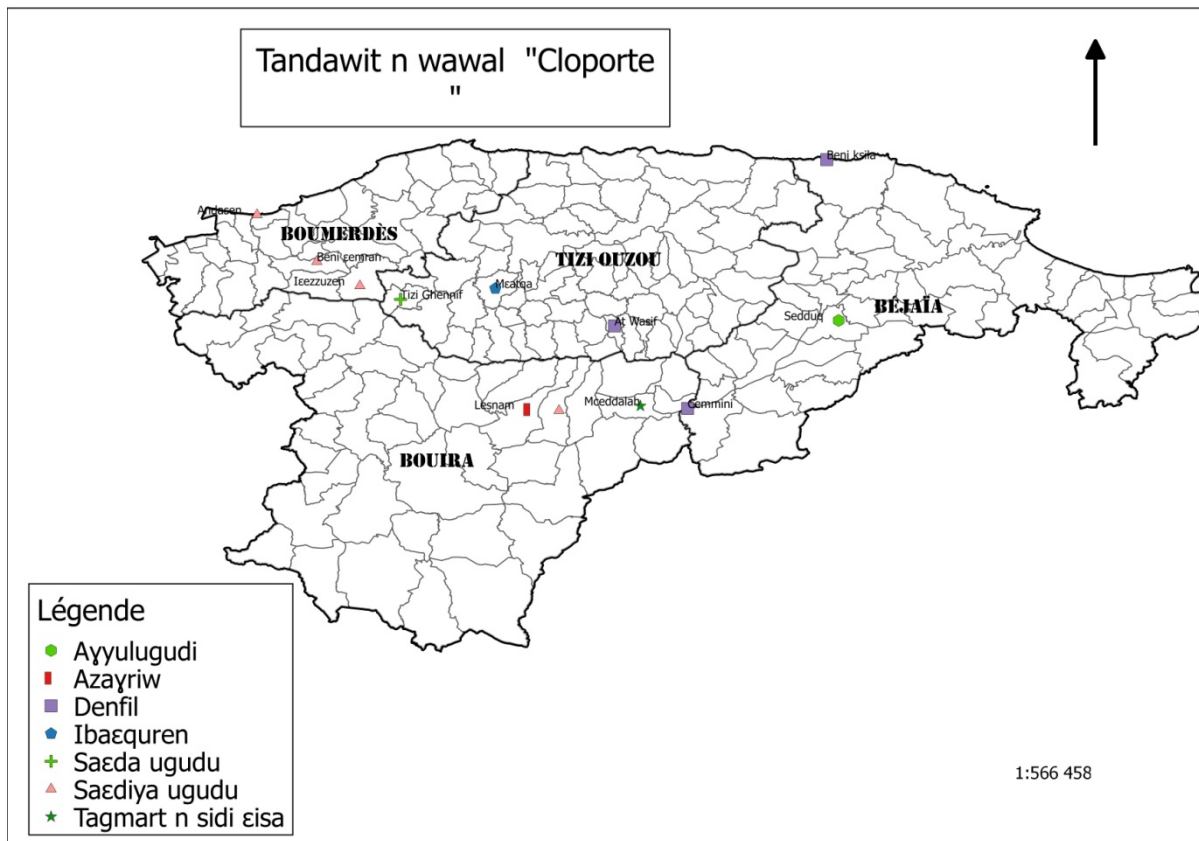 Tandawit n wawal "Cloporte
"
Beni ksila
Andasen
BOUMERDÈS
Beni ɛemran
TIZI OUZOU
Iɛezzuzen
Tizi Ghennif
Mɛatqa
BÉJAÏA
Sedduq
At Wasif
Lesnam
Mceddalah
Cemmini
BOUIRA
Légende
Aɣyulugudi
Azaɣriw
Denfil
Ibaɛquren
Saɛda ugudu
Saɛdiya ugudu
Tagmart n sidi ɛisa
1:566 458